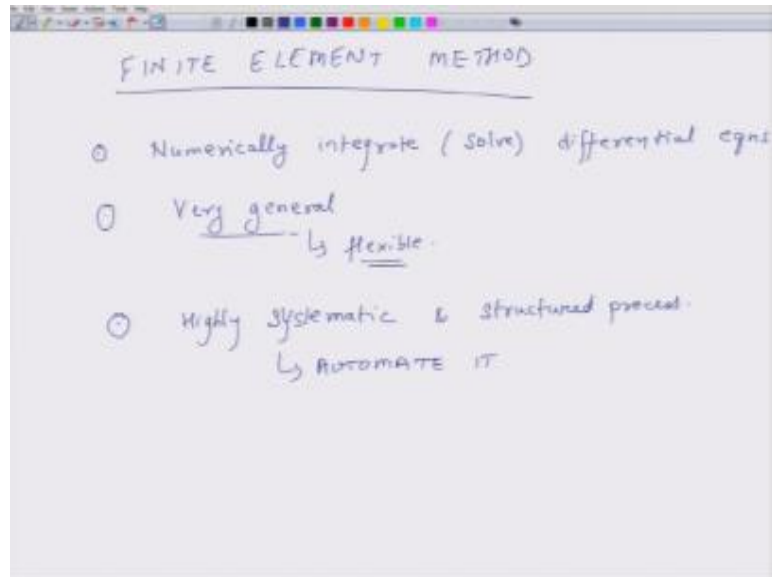 FINITE ELEMENT METHOD
Numerically integrate (solve) differential eqns
Very general
↳ flexible.
Highly systematic & structured process.
↳ AUTOMATE IT